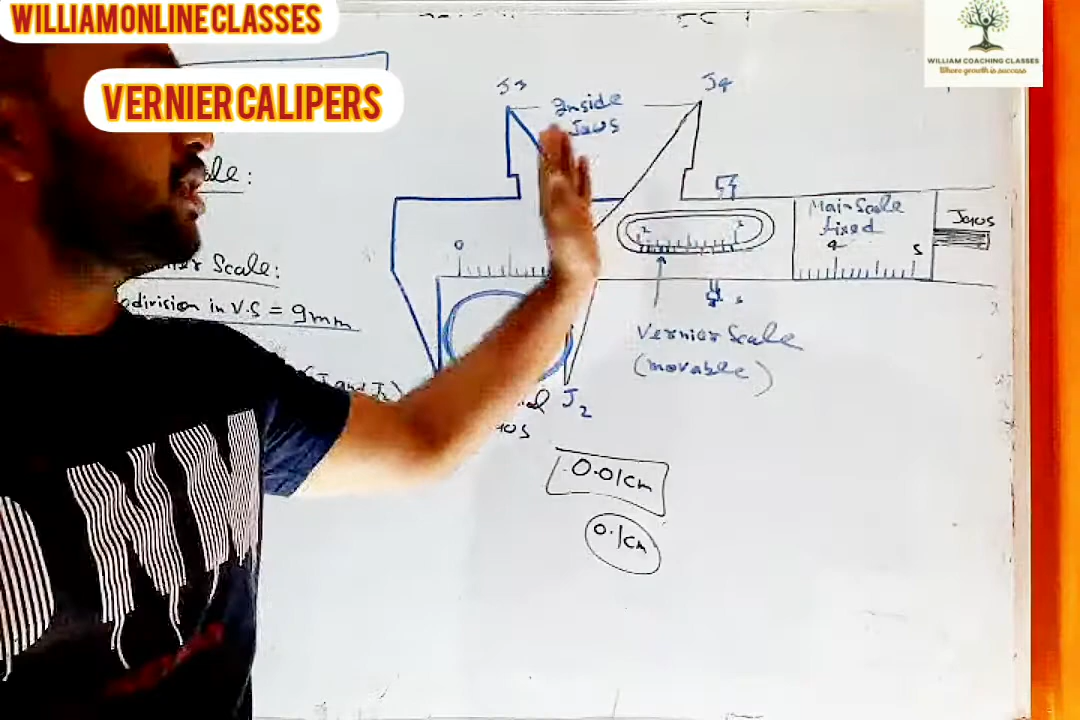 WILLIAMONLINE CLASSES
VERNIER CALIPERS
WILLIAM COACHING CLASSES
Where growth is success
J3
J4
Inside
Jaws
Main Scale
fixed
Jaws
0
4
5
Scale:
division in V.S = 9mm
Vernier Scale
(movable)
J2
0.01cm
0.1cm